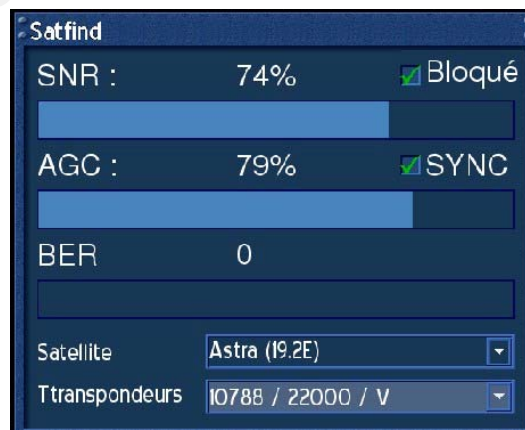 Satfind
SNR : 74% Bloqué
AGC : 79% SYNC
BER 0
Satellite Astra (19.2E)
Ttranspondeurs 10788 / 22000 / V